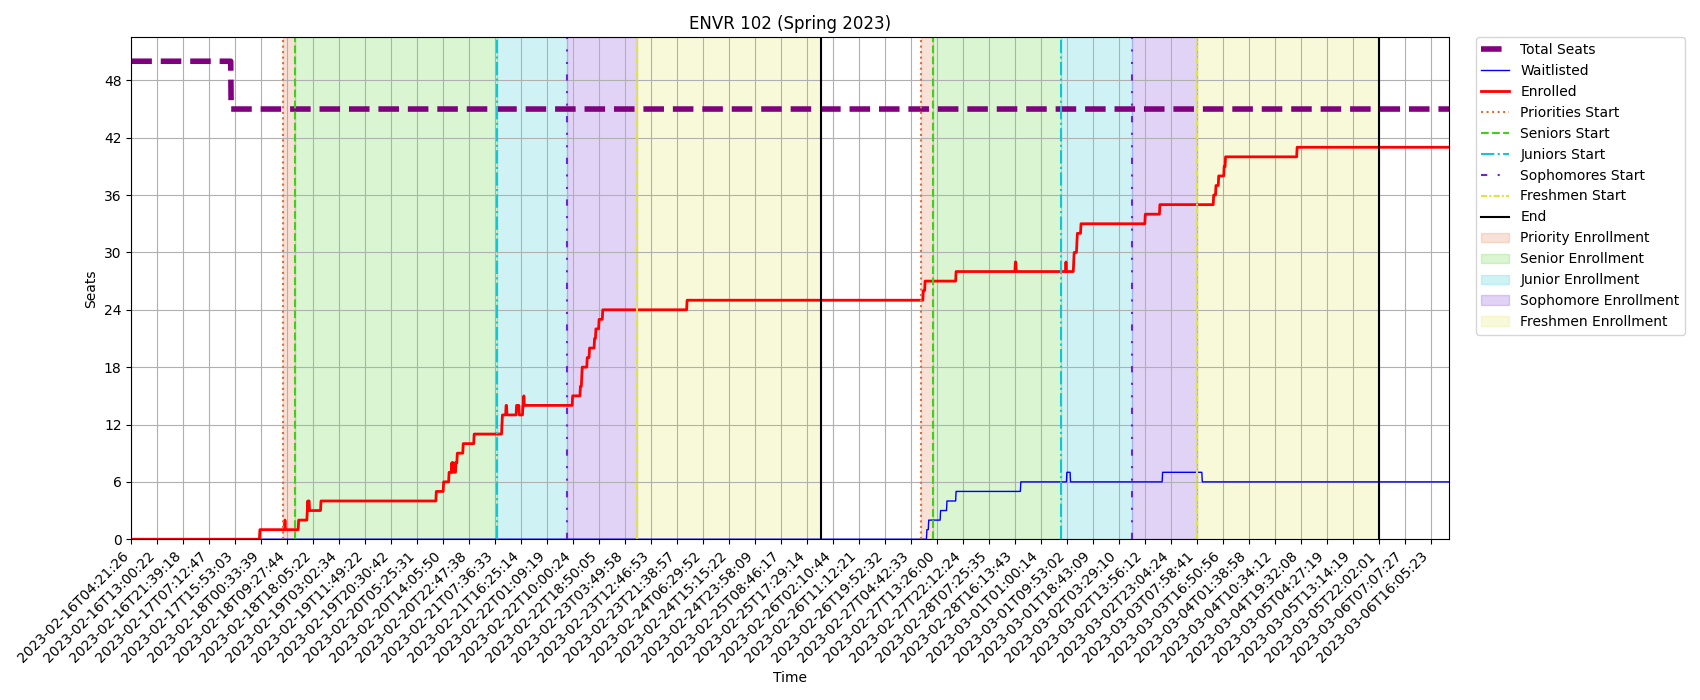 ENVR 102 (Spring 2023)
Seats
48
42
36
30
24
18
12
6
0
2023-02-16T04:21:26
2023-02-16T13:00:22
2023-02-16T21:39:18
2023-02-17T07:12:47
2023-02-17T15:53:03
2023-02-18T00:33:39
2023-02-18T09:27:44
2023-02-18T18:05:22
2023-02-19T03:02:34
2023-02-19T11:49:22
2023-02-19T20:30:42
2023-02-20T05:25:31
2023-02-20T14:05:50
2023-02-20T22:47:38
2023-02-21T07:36:33
2023-02-21T16:25:14
2023-02-22T01:09:19
2023-02-22T10:00:24
2023-02-22T18:50:05
2023-02-23T03:49:58
2023-02-23T12:46:53
2023-02-23T21:38:57
2023-02-24T06:29:52
2023-02-24T15:15:22
2023-02-24T23:58:09
2023-02-25T08:46:17
2023-02-25T17:29:14
2023-02-26T02:10:44
2023-02-26T11:12:21
2023-02-26T19:52:32
2023-02-27T04:42:33
2023-02-27T13:26:00
2023-02-27T22:12:24
2023-02-28T07:25:35
2023-02-28T16:13:43
2023-03-01T01:00:14
2023-03-01T09:53:02
2023-03-01T18:43:09
2023-03-02T03:29:10
2023-03-02T13:56:12
2023-03-02T23:04:24
2023-03-03T07:58:41
2023-03-03T16:50:56
2023-03-04T01:38:58
2023-03-04T10:34:12
2023-03-04T19:32:08
2023-03-05T04:27:19
2023-03-05T13:14:19
2023-03-05T22:02:01
2023-03-06T07:07:27
2023-03-06T16:05:23
Time
Total Seats
Waitlisted
Enrolled
Priorities Start
Seniors Start
Juniors Start
Sophomores Start
Freshmen Start
End
Priority Enrollment
Senior Enrollment
Junior Enrollment
Sophomore Enrollment
Freshmen Enrollment